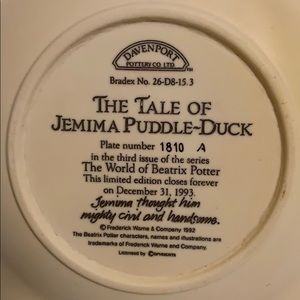 DAVENPORT
POTTERY CO. LTD.
Bradex No. 26-D8-15.3
THE TALE OF
JEMIMA PUDDLE-DUCK
Plate number 1810 A
in the third issue of the series
The World of Beatrix Potter
This limited edition closes forever
on December 31, 1993.
Jemima thought him
mighty civil and handsome.
© Frederick Warne & Company 1992
The Beatrix Potter characters, names and illustrations are
trademarks of Frederick Warne and Company.
Licensed by ©OPYRIGHTS